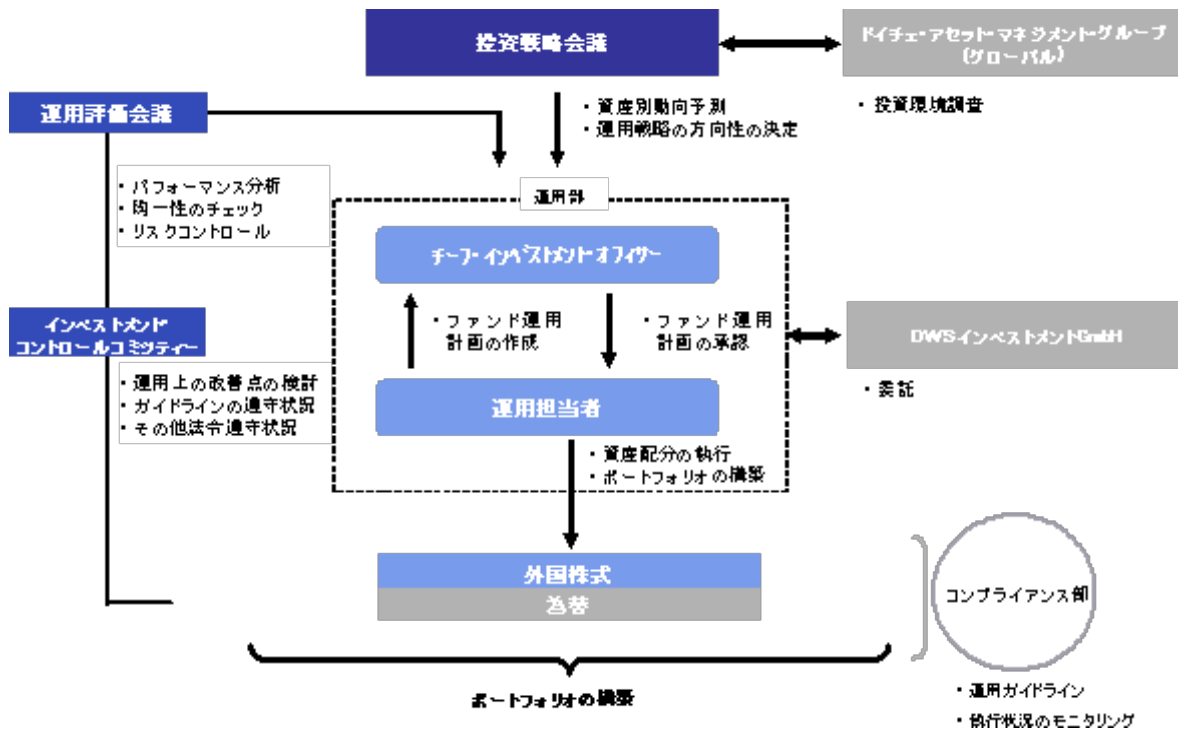 投資戦略会議
ドイチェ・アセット・マネジメント・グループ
(グローバル)
運用評価会議
・資産別動向予測
・運用戦略の方向性の決定
・投資環境調査
・パフォーマンス分析
・均一性のチェック
・リスクコントロール
運用部
チーフ・インベストメント・オフィサー
・ファンド運用
計画の作成
・ファンド運用
計画の承認
インベストメント
コントロールコミッティー
DWSインベストメントGmbH
・運用上の改善点の検討
・ガイドラインの遵守状況
・その他法令遵守状況
・委託
運用担当者
・資産配分の執行
・ポートフォリオの構築
外国株式
為替
コンプライアンス部
ポートフォリオの構築
・運用ガイドライン
・執行状況のモニタリング